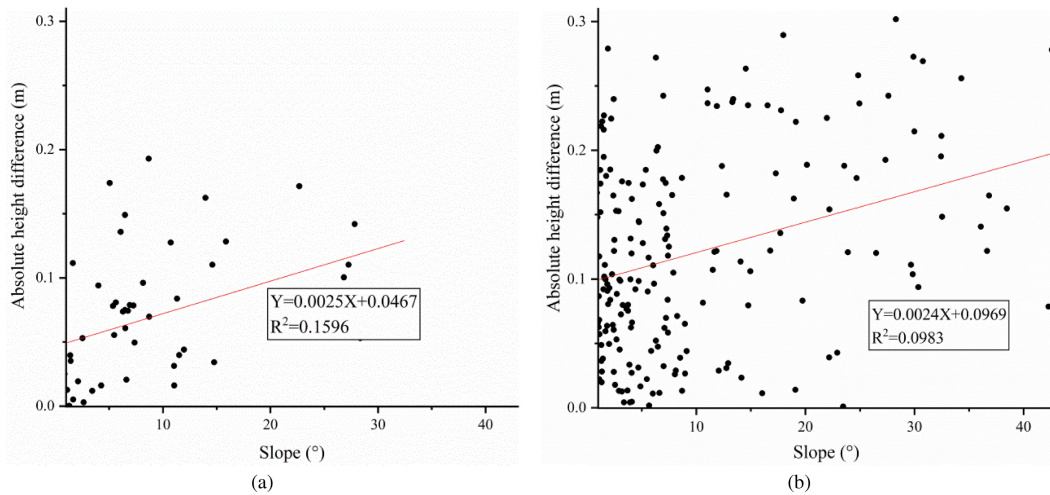 0.3
0.2
0.1
0.0
Absolute height difference (m)
Y=0.0025X+0.0467
R²=0.1596
10 20 30 40
Slope (°)
(a)
0.3
0.2
0.1
0.0
Absolute height difference (m)
Y=0.0024X+0.0969
R²=0.0983
10 20 30 40
Slope (°)
(b)